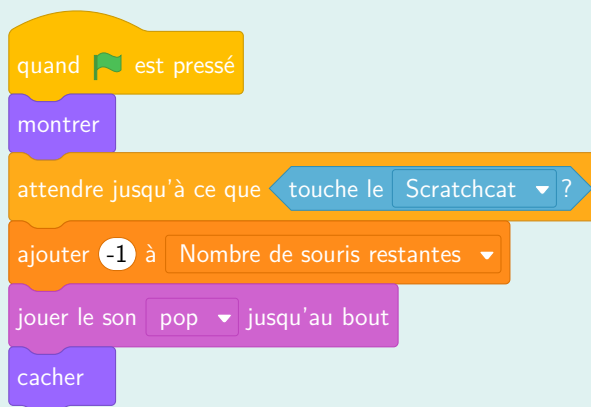 quand est pressé
montrer
attendre jusqu'à ce que touche le Scratchcat ?
ajouter -1 à Nombre de souris restantes
jouer le son pop jusqu'au bout
cacher